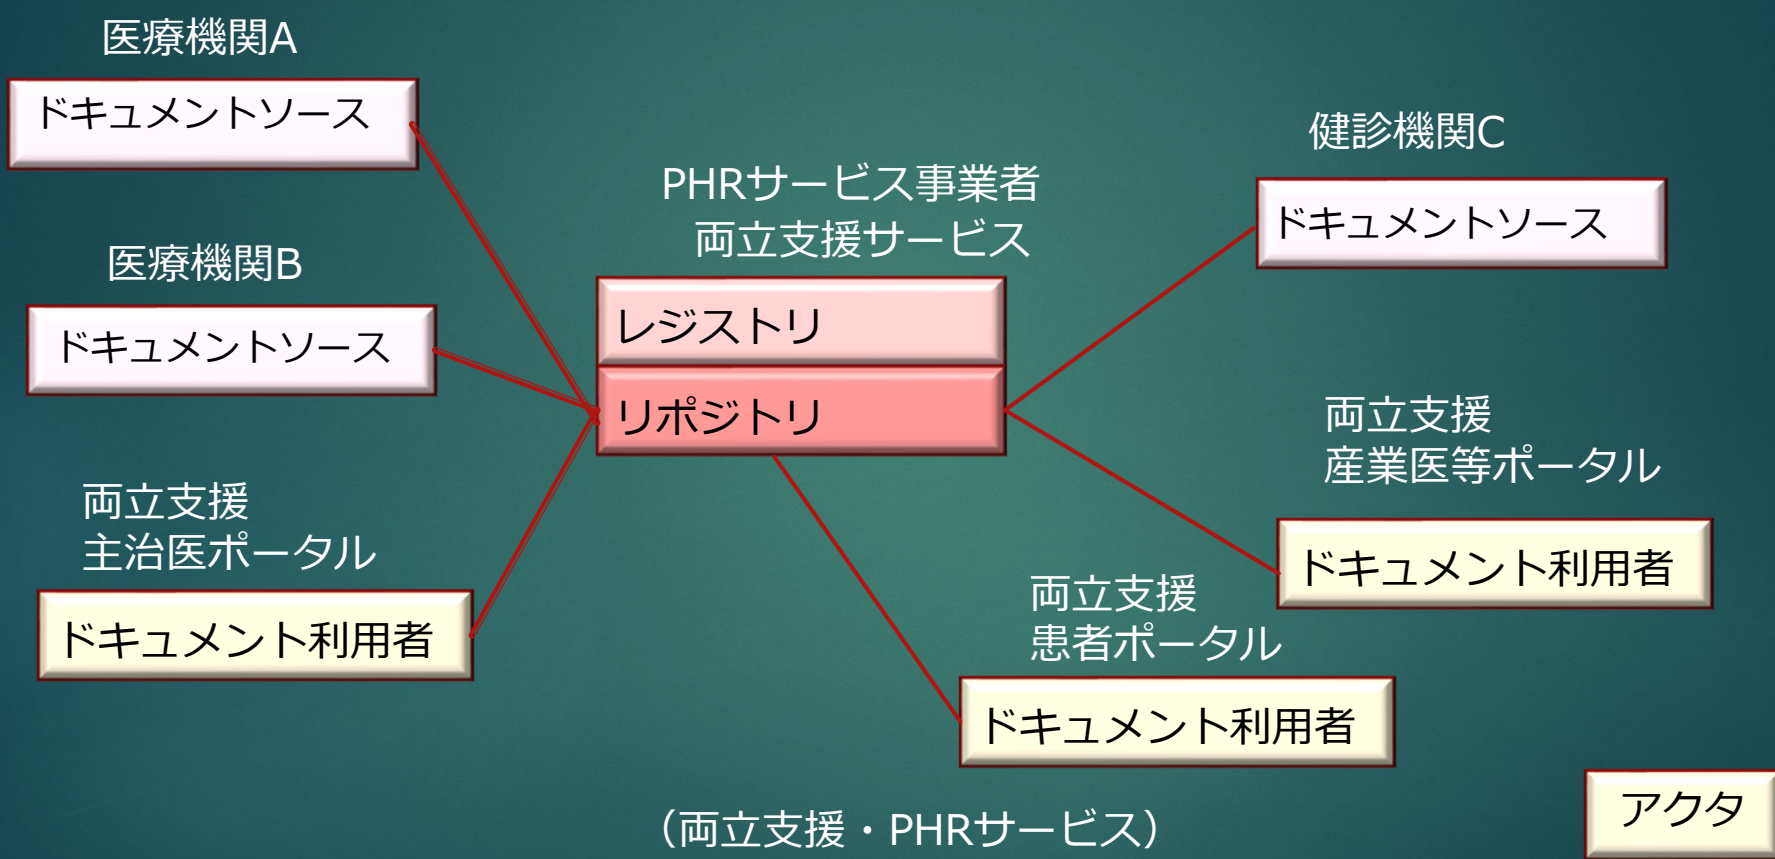 医療機関A
ドキュメントソース
医療機関B
ドキュメントソース
両立支援
主治医ポータル
ドキュメント利用者
PHRサービス事業者
両立支援サービス
レジストリ
リポジトリ
健診機関C
ドキュメントソース
両立支援
産業医等ポータル
ドキュメント利用者
両立支援
患者ポータル
ドキュメント利用者
（両立支援・PHRサービス）
アクタ